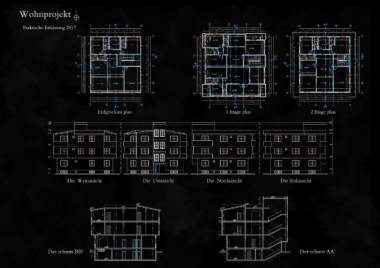 Wohnprojekt
Praktische Erfahrung 2017
Erdgeschoss plan
1 Etage plan
2 Etage plan
Die Westansicht
Die Ostansicht
Die Nordansicht
Die Südansicht
Der schnitt BB'
Der schnitt AA'